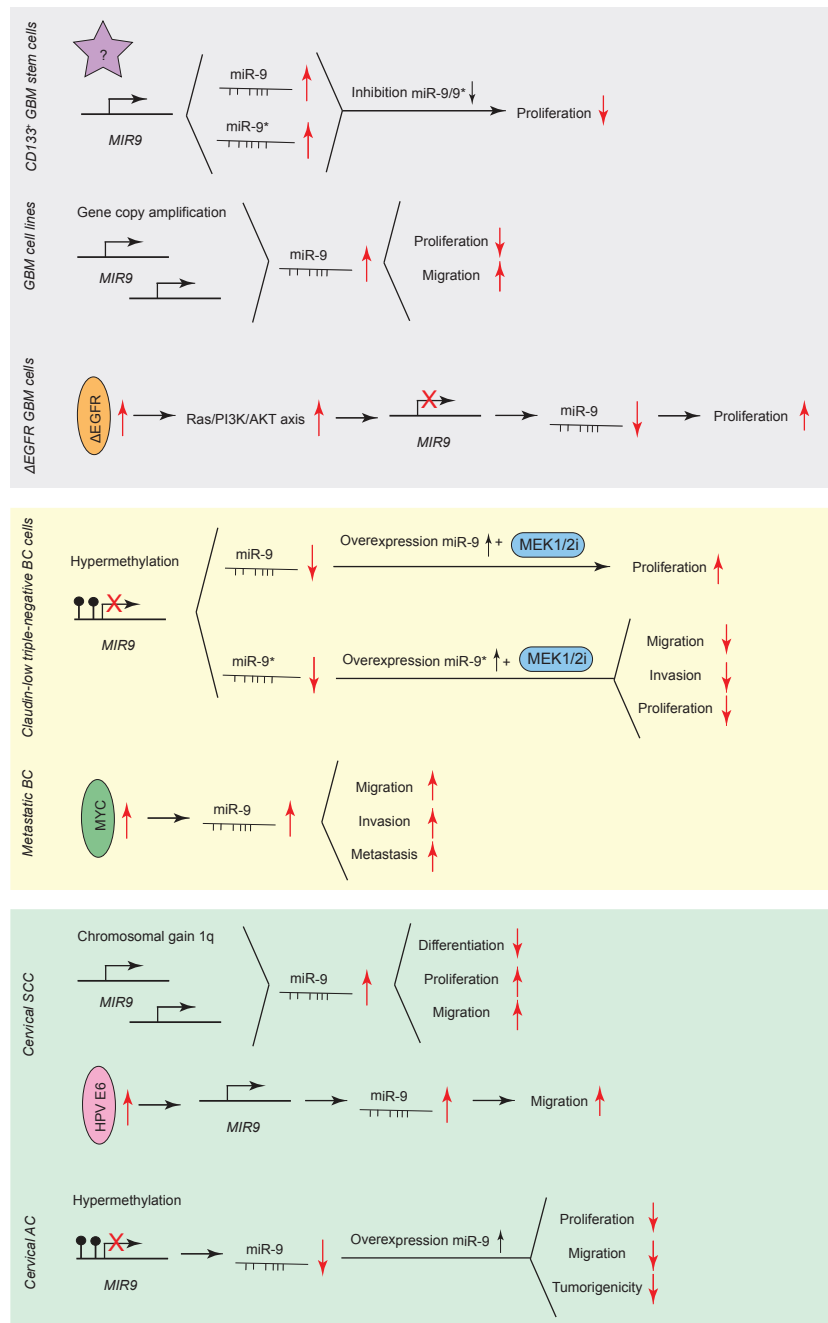 CD133⁺ GBM stem cells
?
MIR9
miR-9
miR-9*
Inhibition miR-9/9*
Proliferation
GBM cell lines
Gene copy amplification
MIR9
miR-9
Proliferation
Migration
ΔEGFR GBM cells
ΔEGFR
Ras/PI3K/AKT axis
X
MIR9
miR-9
Proliferation
Claudin-low triple-negative BC cells
Hypermethylation
X
MIR9
miR-9
Overexpression miR-9 + MEK1/2i
Proliferation
miR-9*
Overexpression miR-9* + MEK1/2i
Migration
Invasion
Proliferation
Metastatic BC
MYC
miR-9
Migration
Invasion
Metastasis
Cervical SCC
Chromosomal gain 1q
MIR9
miR-9
Differentiation
Proliferation
Migration
HPV E6
MIR9
miR-9
Migration
Cervical AC
Hypermethylation
X
MIR9
miR-9
Overexpression miR-9
Proliferation
Migration
Tumorigenicity